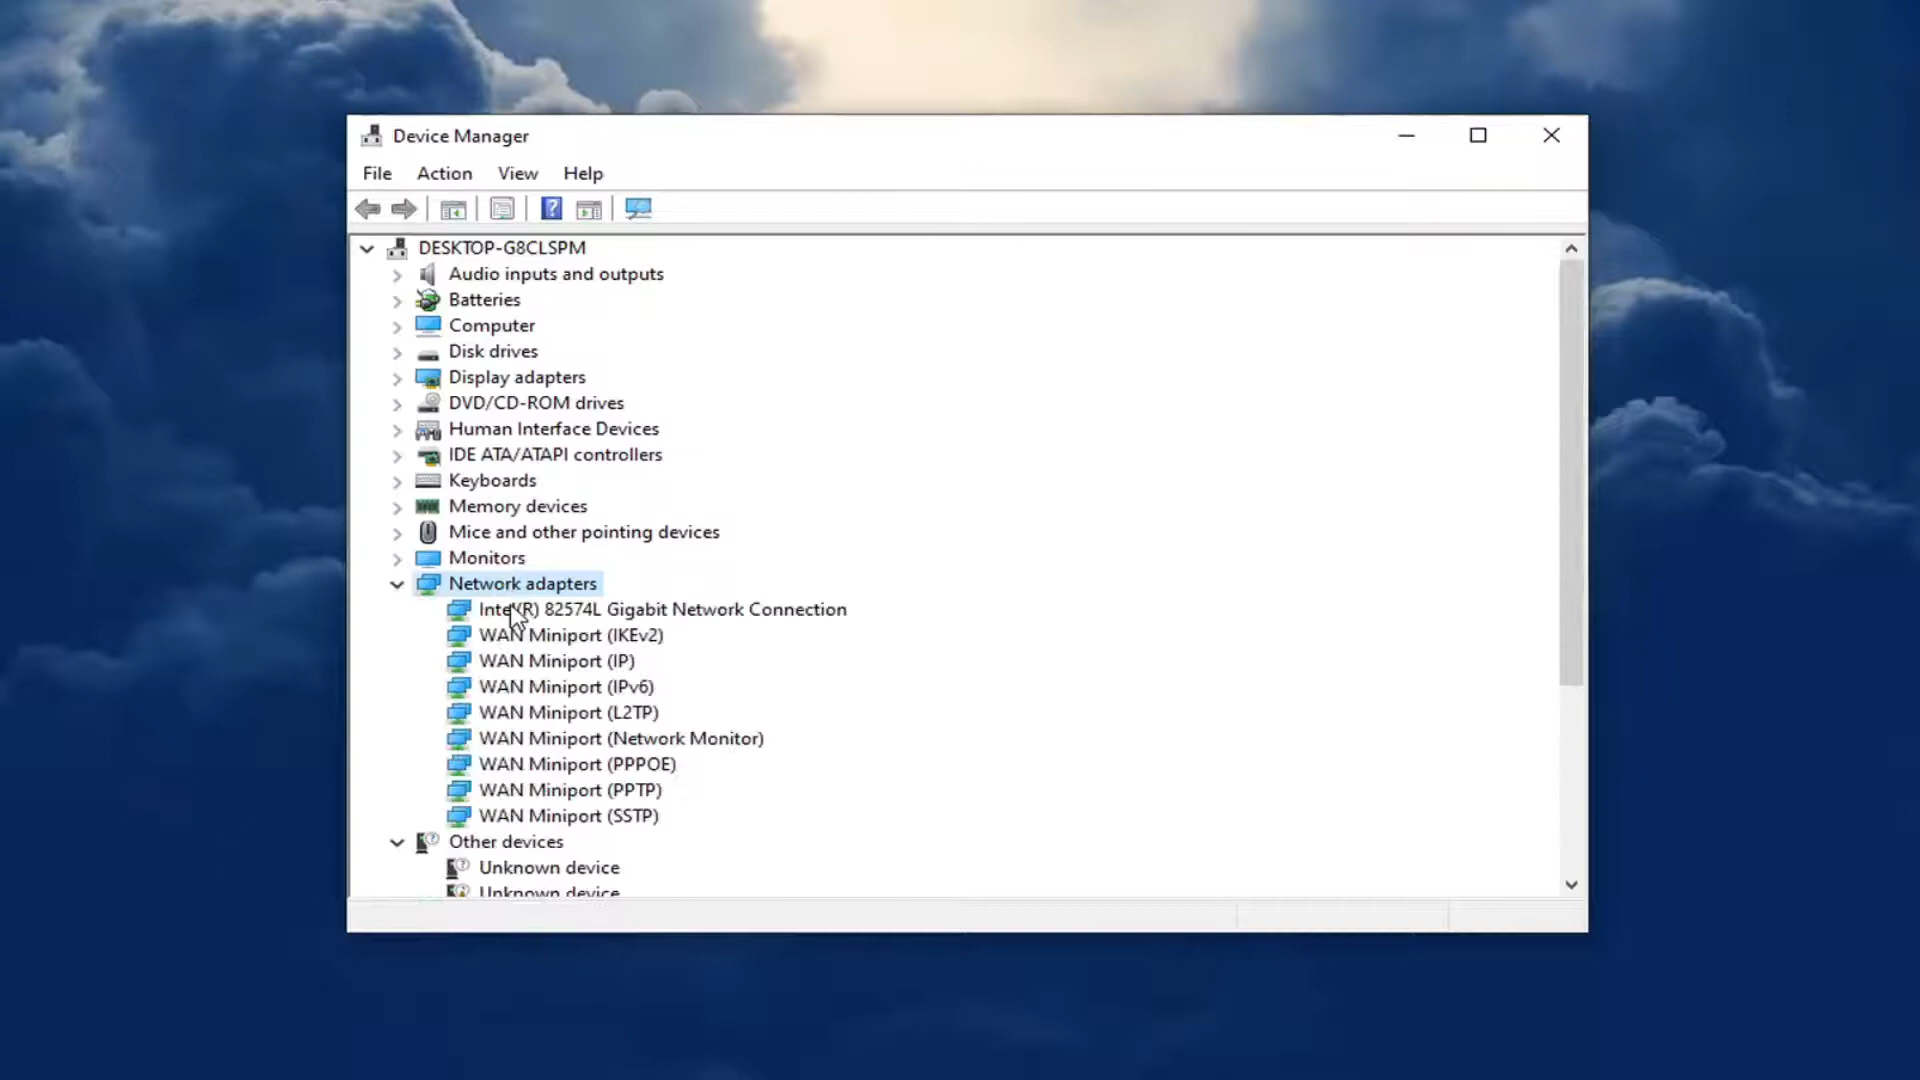 Device Manager
File Action View Help
DESKTOP-G8CLSPM
Audio inputs and outputs
Batteries
Computer
Disk drives
Display adapters
DVD/CD-ROM drives
Human Interface Devices
IDE ATA/ATAPI controllers
Keyboards
Memory devices
Mice and other pointing devices
Monitors
Network adapters
Intel(R) 82574L Gigabit Network Connection
WAN Miniport (IKEv2)
WAN Miniport (IP)
WAN Miniport (IPv6)
WAN Miniport (L2TP)
WAN Miniport (Network Monitor)
WAN Miniport (PPPOE)
WAN Miniport (PPTP)
WAN Miniport (SSTP)
Other devices
Unknown device
Unknown device